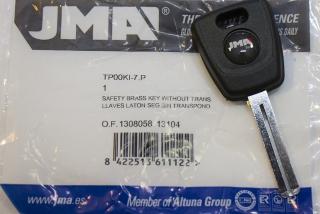 JMA
TP00KI-7.P
1
SAFETY BRASS KEY WITHOUT TRANS
LLAVES LATON SEG SIN TRANSPOND
O.F. 1308058 13104
8 422513 611122 >
www.jma.es
Member of Altuna Group
JMA